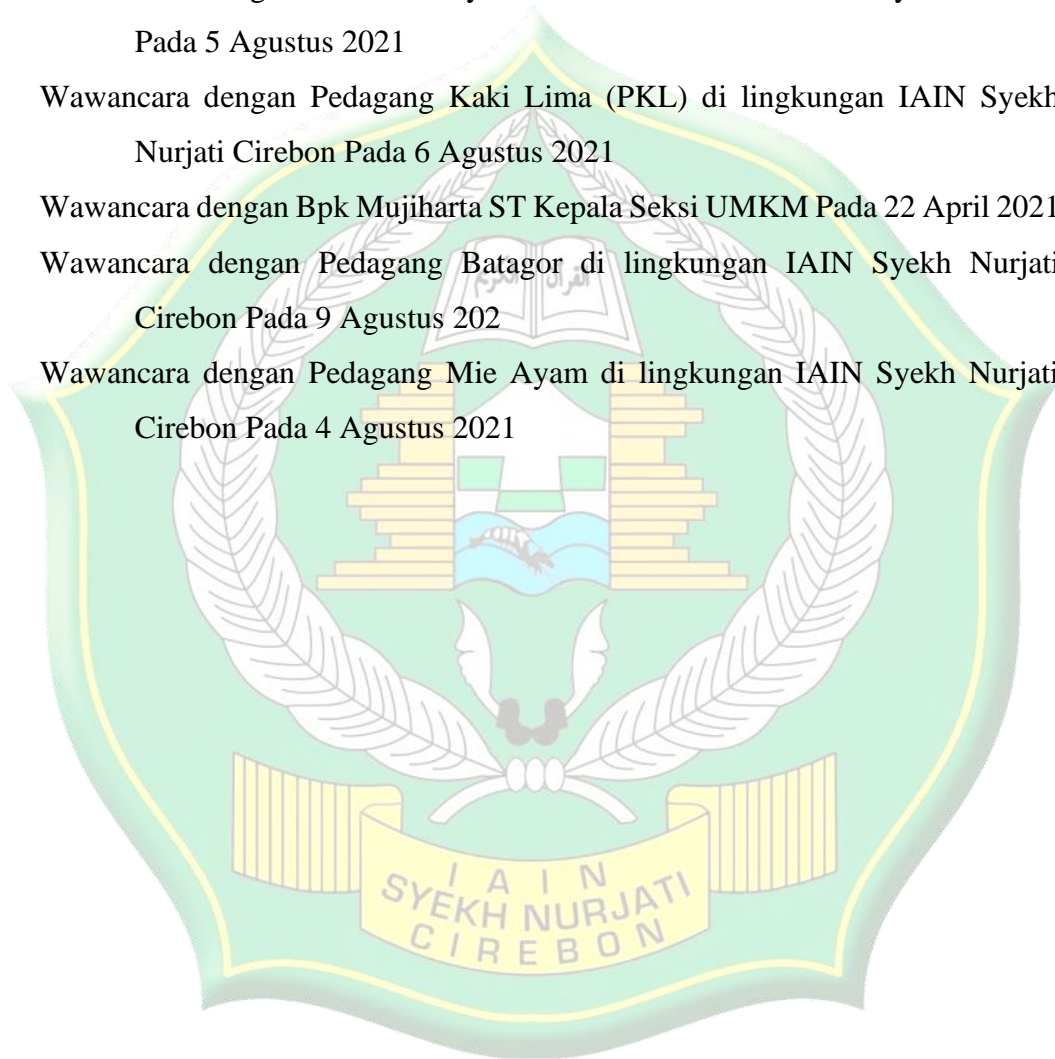 Pada 5 Agustus 2021
Wawancara dengan Pedagang Kaki Lima (PKL) di lingkungan IAIN Syekh
Nurjati Cirebon Pada 6 Agustus 2021
Wawancara dengan Bpk Mujiharta ST Kepala Seksi UMKM Pada 22 April 2021
Wawancara dengan Pedagang Batagor di lingkungan IAIN Syekh Nurjati
القرآن الكريم
Cirebon Pada 9 Agustus 202
Wawancara dengan Pedagang Mie Ayam di lingkungan IAIN Syekh Nurjati
Cirebon Pada 4 Agustus 2021
IAIN
SYEKH NURJATI
CIREBON